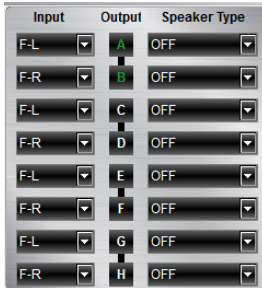 Input Output Speaker Type
F-L A OFF
F-R B OFF
F-L C OFF
F-R D OFF
F-L E OFF
F-R F OFF
F-L G OFF
F-R H OFF